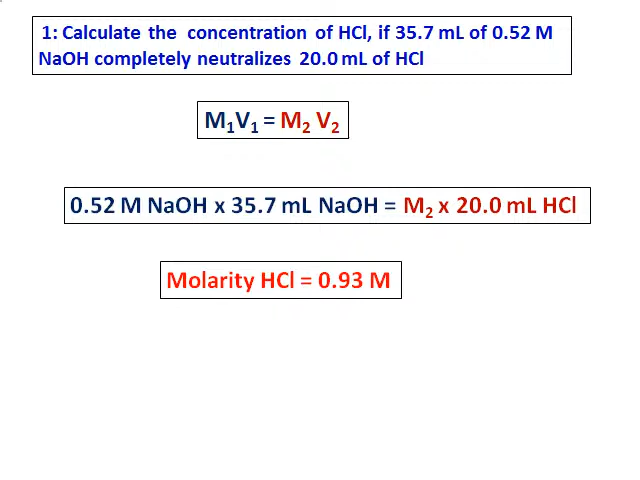 1: Calculate the concentration of HCl, if 35.7 mL of 0.52 M
NaOH completely neutralizes 20.0 mL of HCl
M₁V₁ = M₂ V₂
0.52 M NaOH x 35.7 mL NaOH = M₂ x 20.0 mL HCl
Molarity HCl = 0.93 M